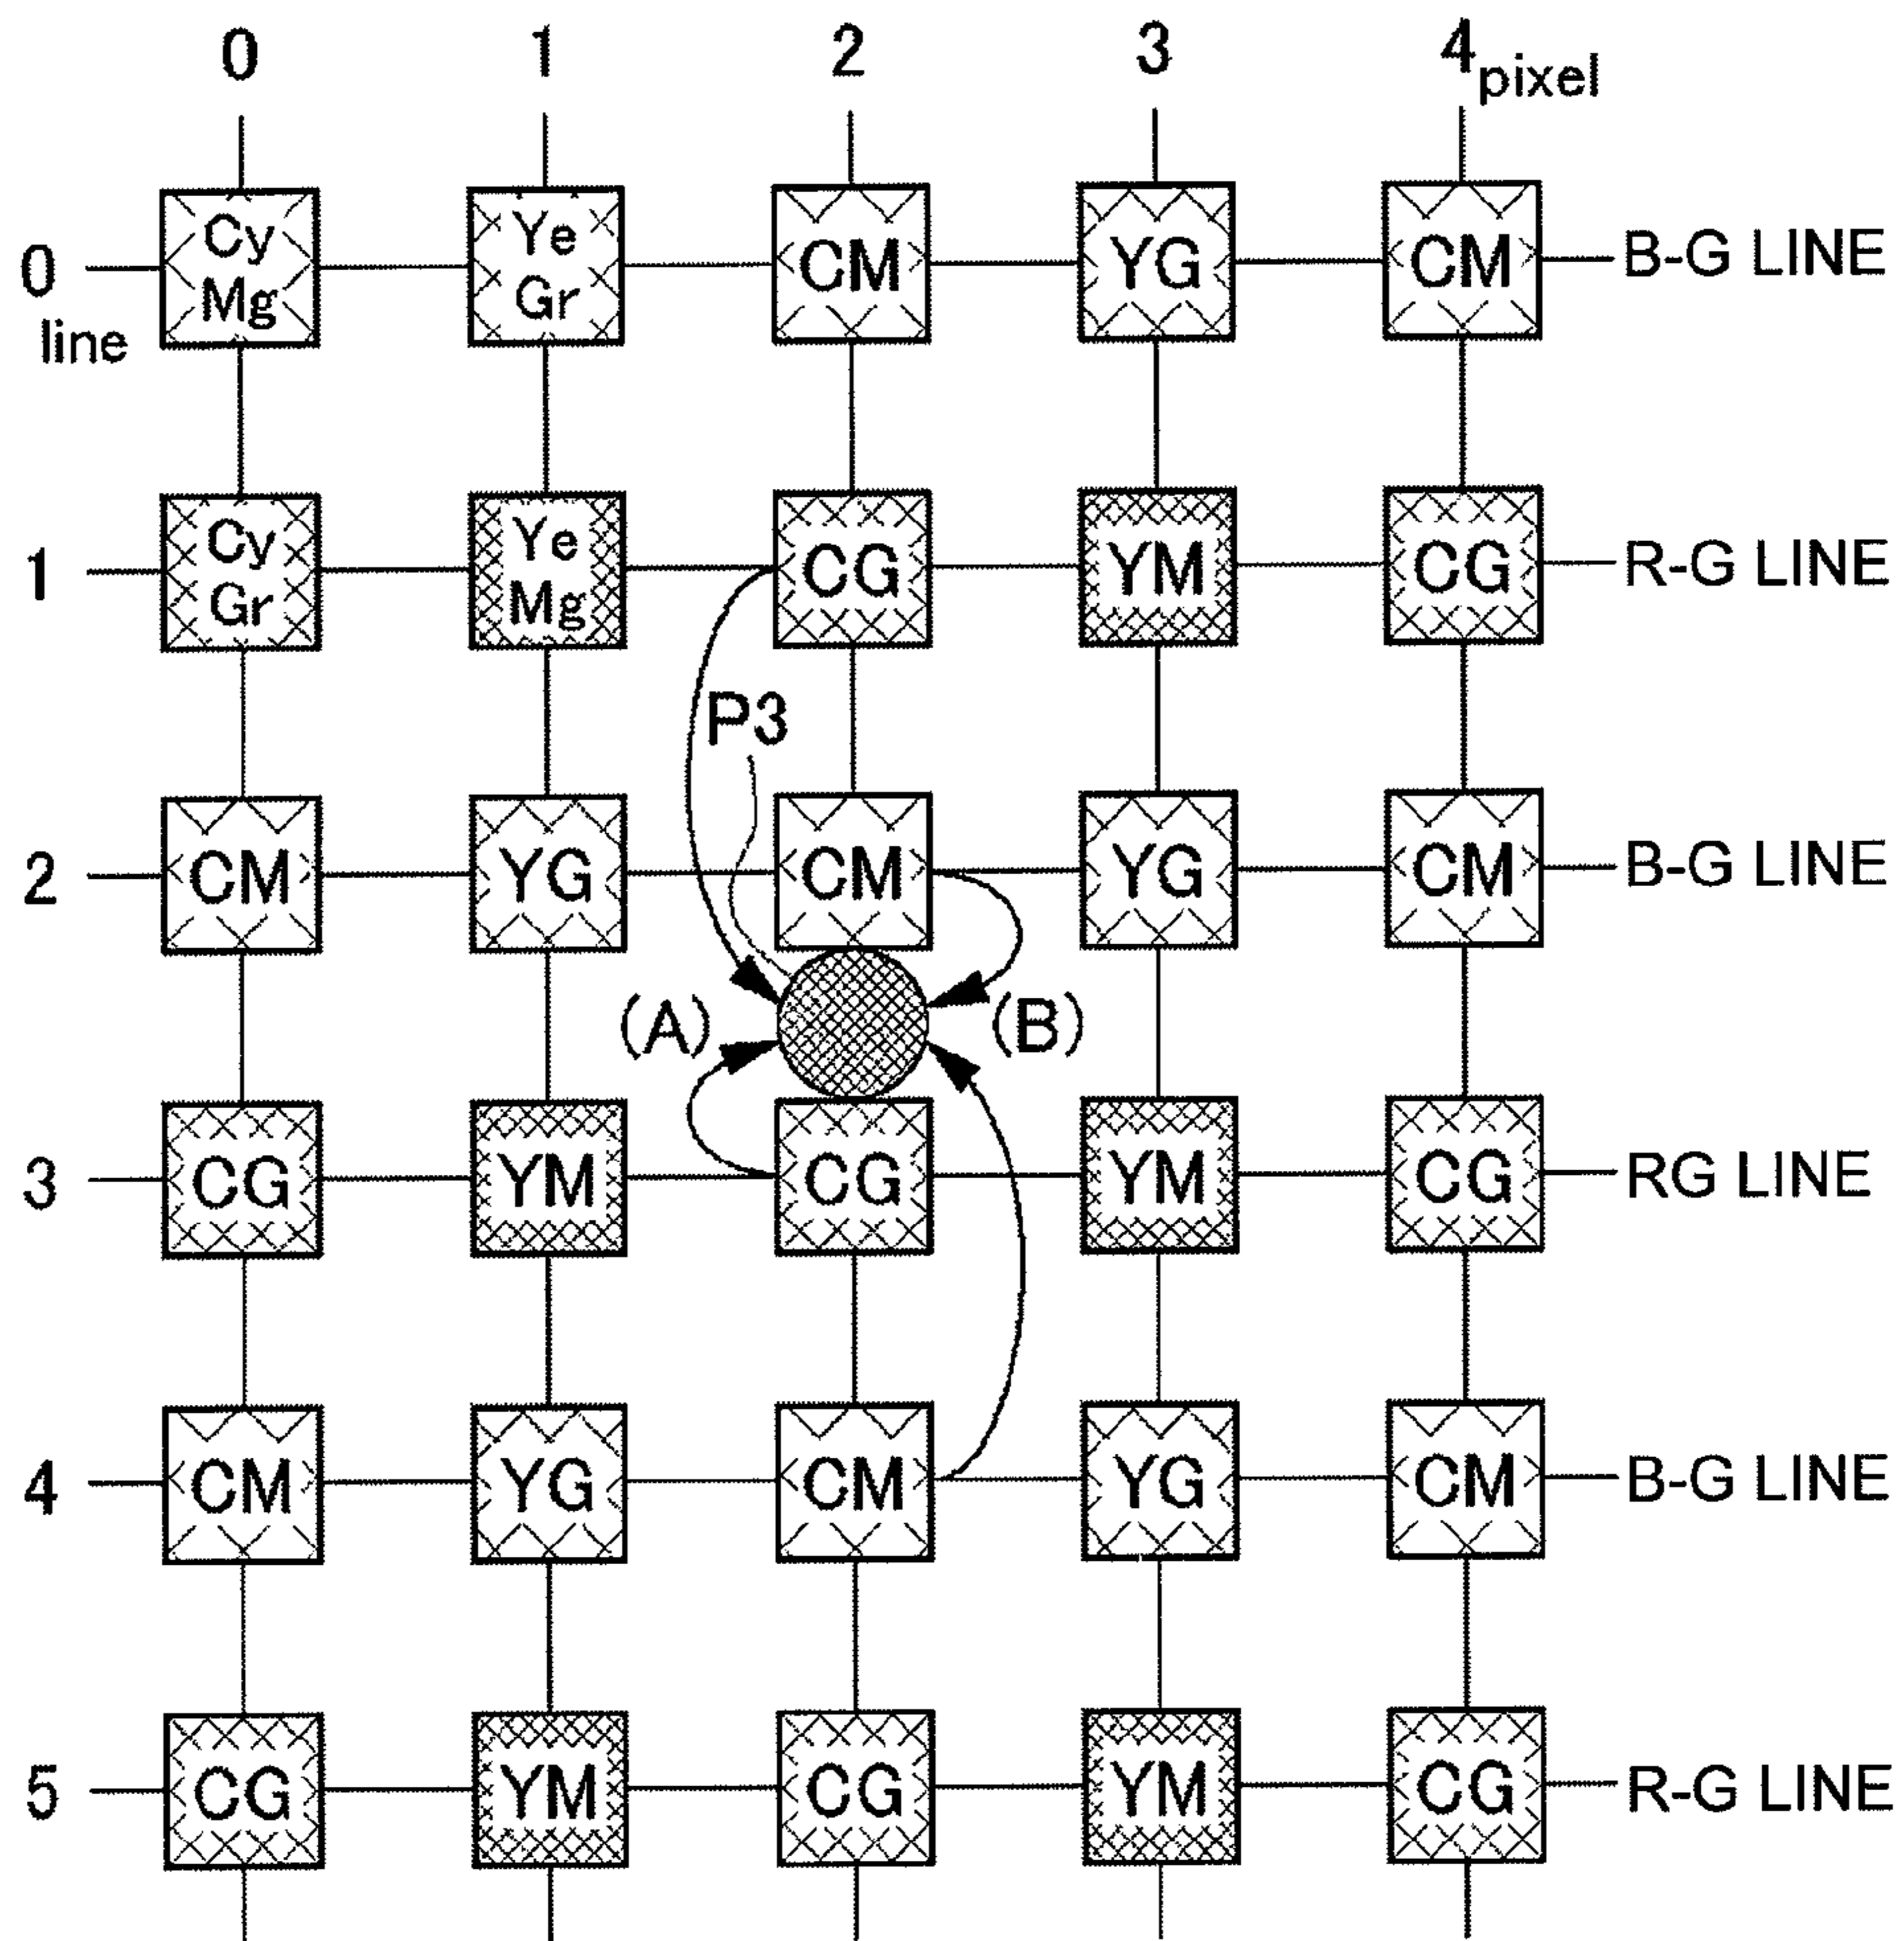 0 1 2 3 4 pixel
0 line Cy Mg Ye Gr CM YG CM B-G LINE
1 Cy Gr Ye Mg CG YM CG R-G LINE
P3
2 CM YG CM YG CM B-G LINE
(A) (B)
3 CG YM CG YM CG RG LINE
4 CM YG CM YG CM B-G LINE
5 CG YM CG YM CG R-G LINE